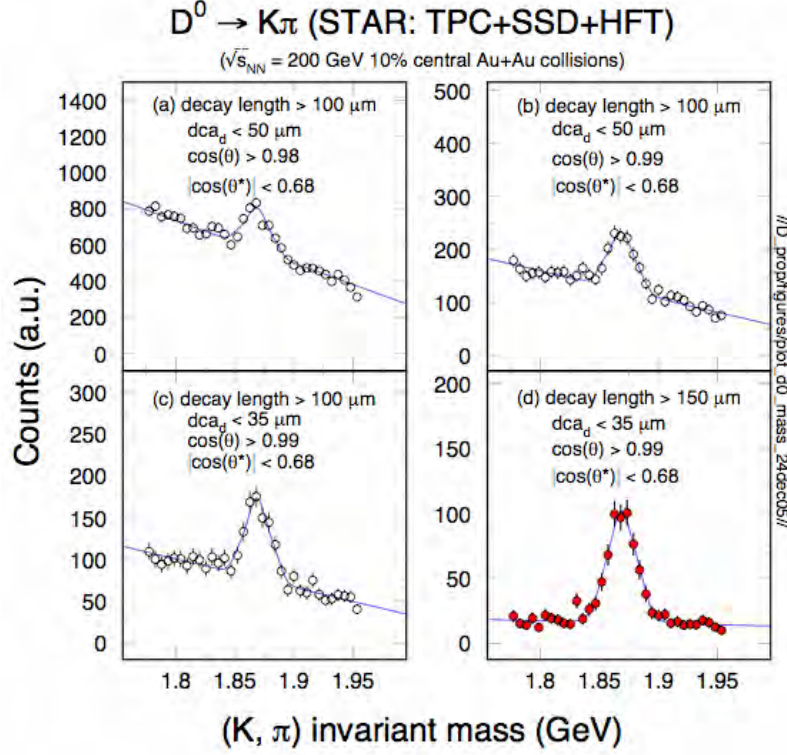 D⁰ → Kπ (STAR: TPC+SSD+HFT)
(√s_NN = 200 GeV 10% central Au+Au collisions)
Counts (a.u.)
1400
1200
1000
800
600
400
200
0
(a) decay length > 100 μm
dca_d < 50 μm
cos(θ) > 0.98
|cos(θ*)| < 0.68
500
400
300
200
100
0
(b) decay length > 100 μm
dca_d < 50 μm
cos(θ) > 0.99
|cos(θ*)| < 0.68
300
250
200
150
100
50
0
(c) decay length > 100 μm
dca_d < 35 μm
cos(θ) > 0.99
|cos(θ*)| < 0.68
200
150
100
50
0
(d) decay length > 150 μm
dca_d < 35 μm
cos(θ) > 0.99
|cos(θ*)| < 0.68
1.8 1.85 1.9 1.95
1.8 1.85 1.9 1.95
(K, π) invariant mass (GeV)
//D_prop/figures/plot_d0_mass_24dec05//